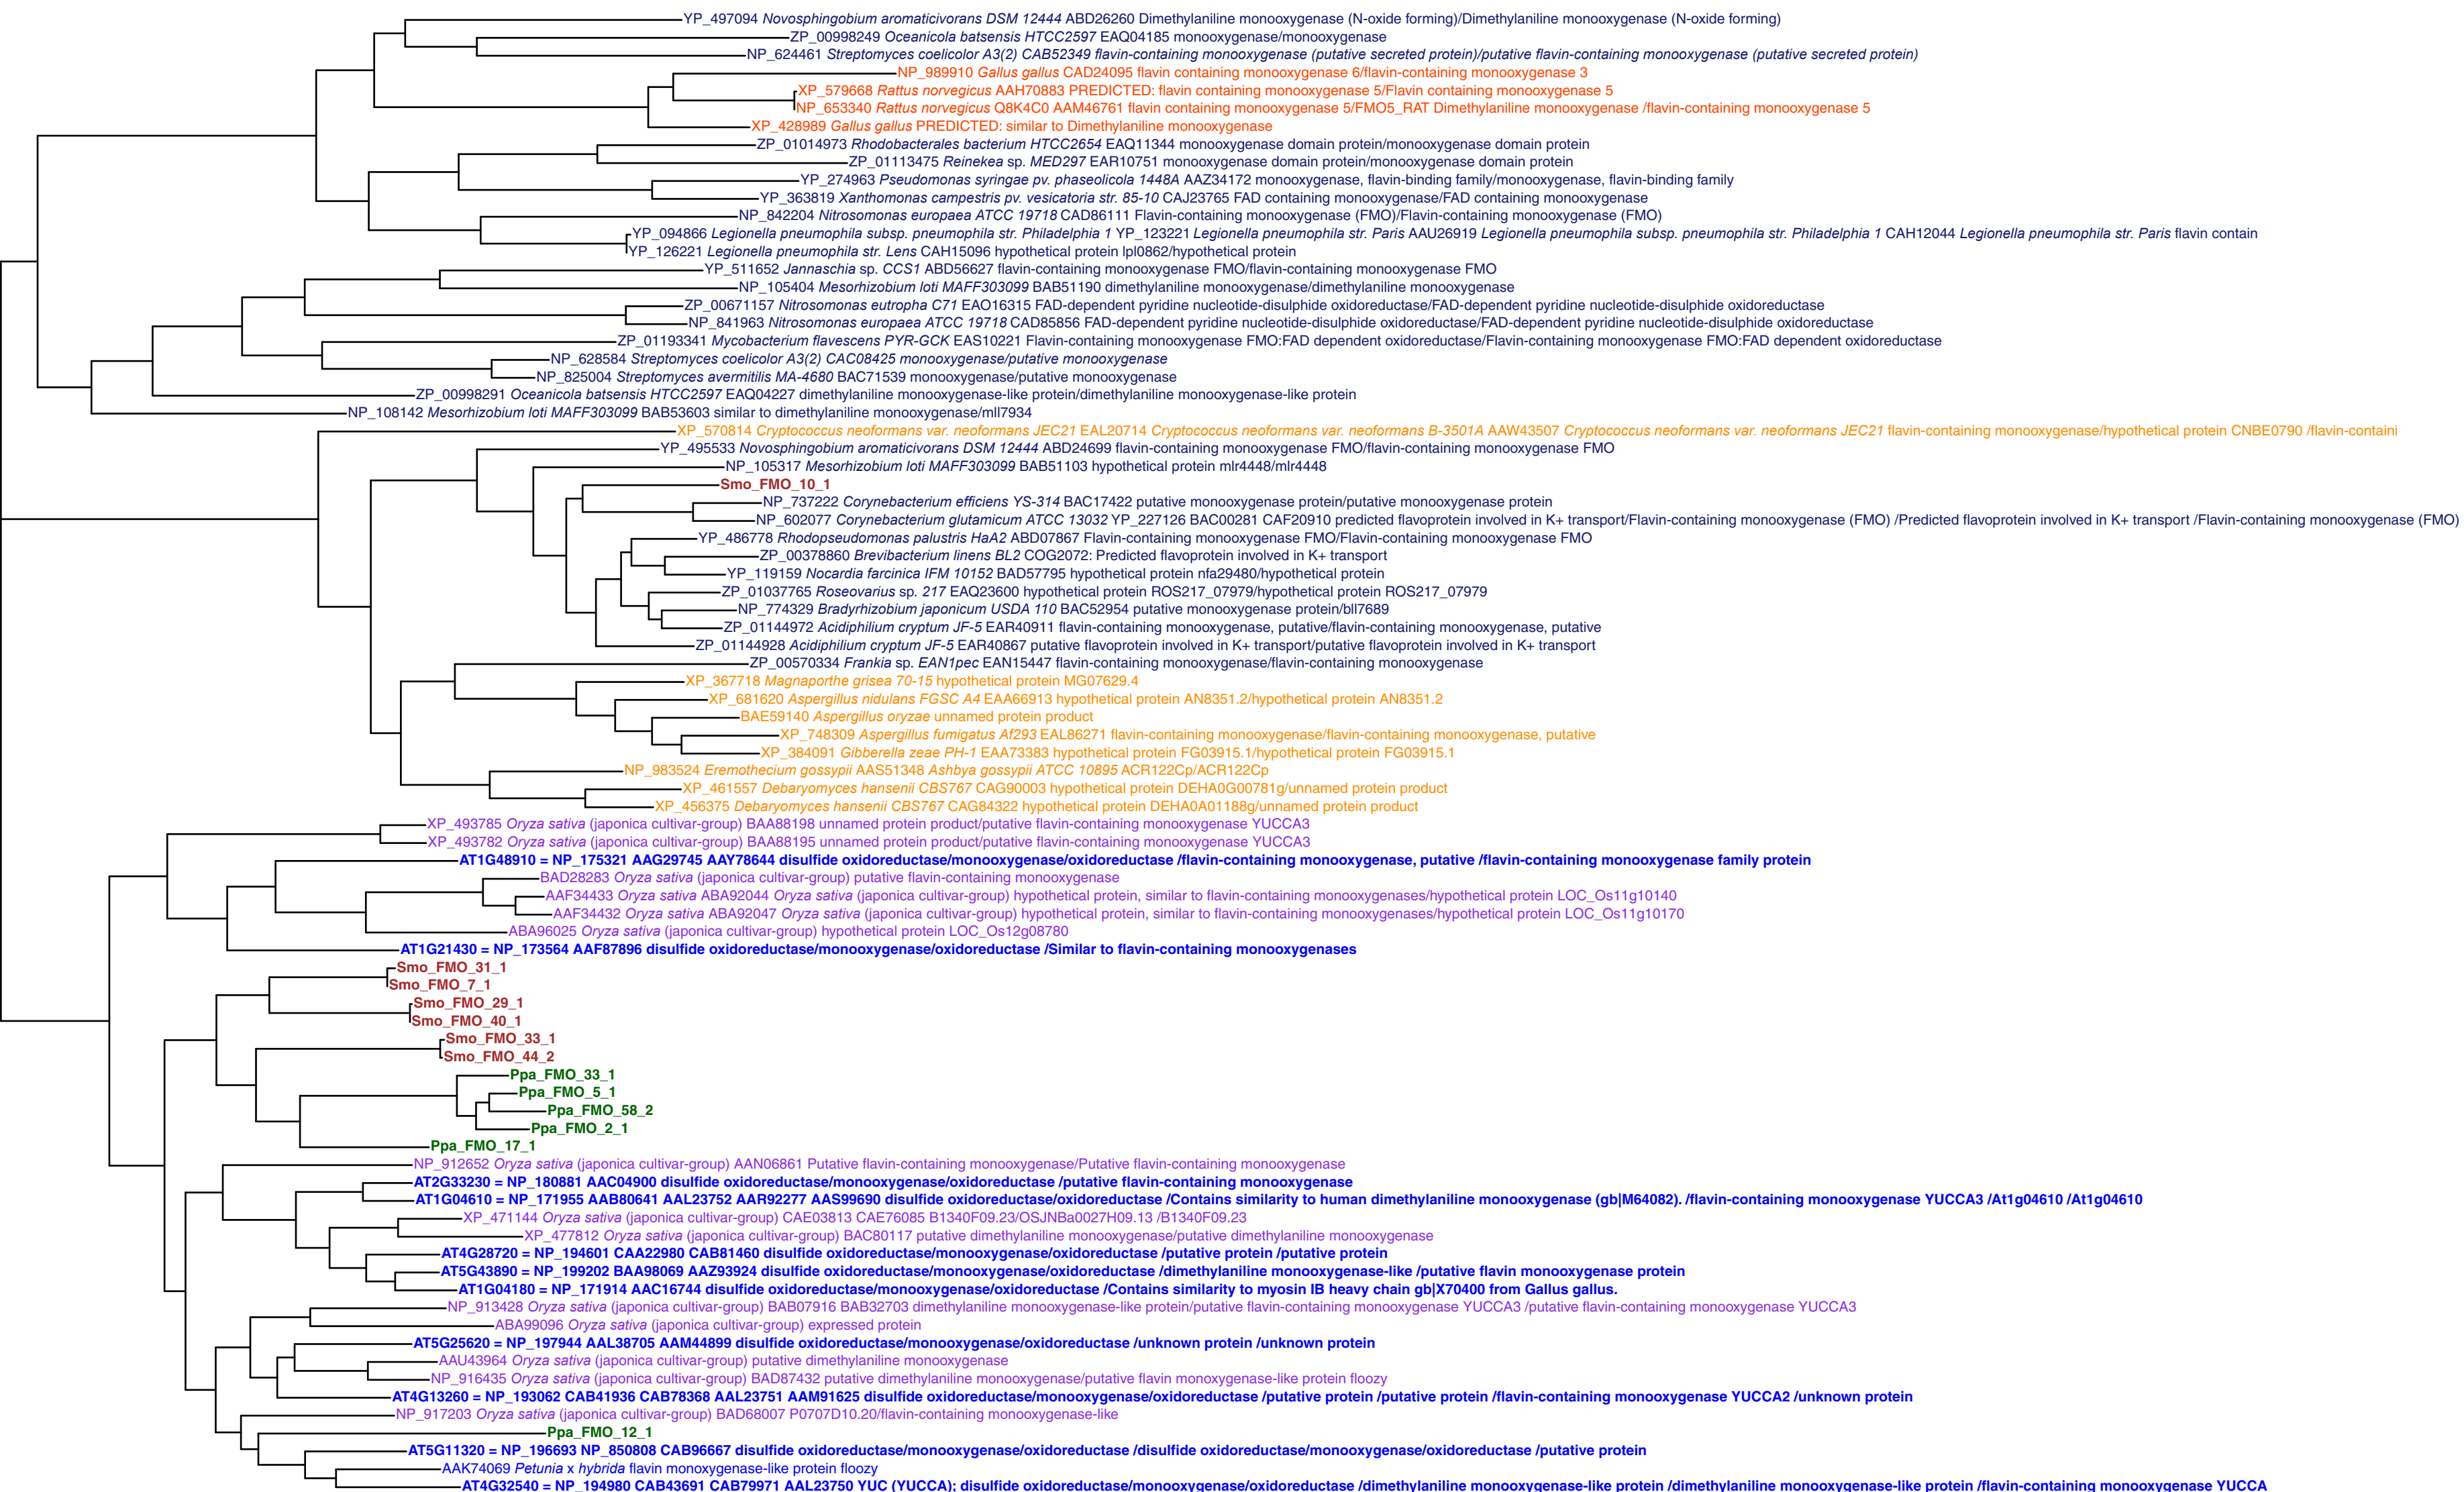 YP_497094 Novosphingobium aromaticivorans DSM 12444 ABD26260 Dimethylaniline monooxygenase (N-oxide forming)/Dimethylaniline monooxygenase (N-oxide forming)
ZP_00998249 Oceanicola batsensis HTCC2597 EAQ04185 monooxygenase/monooxygenase
NP_624461 Streptomyces coelicolor A3(2) CAB52349 flavin-containing monooxygenase (putative secreted protein)/putative flavin-containing monooxygenase (putative secreted protein)
NP_989910 Gallus gallus CAD24095 flavin containing monooxygenase 6/flavin-containing monooxygenase 3
XP_579668 Rattus norvegicus AAH70883 PREDICTED: flavin containing monooxygenase 5/Flavin containing monooxygenase 5
NP_653340 Rattus norvegicus Q8K4C0 AAM46761 flavin containing monooxygenase 5/FMO5_RAT Dimethylaniline monooxygenase /flavin-containing monooxygenase 5
XP_428989 Gallus gallus PREDICTED: similar to Dimethylaniline monooxygenase
ZP_01014973 Rhodobacterales bacterium HTCC2654 EAQ11344 monooxygenase domain protein/monooxygenase domain protein
ZP_01113475 Reinekea sp. MED297 EAR10751 monooxygenase domain protein/monooxygenase domain protein
YP_274963 Pseudomonas syringae pv. phaseolicola 1448A AAZ34172 monooxygenase, flavin-binding family/monooxygenase, flavin-binding family
YP_363819 Xanthomonas campestris pv. vesicatoria str. 85-10 CAJ23765 FAD containing monooxygenase/FAD containing monooxygenase
NP_842204 Nitrosomonas europaea ATCC 19718 CAD86111 Flavin-containing monooxygenase (FMO)/Flavin-containing monooxygenase (FMO)
YP_094866 Legionella pneumophila subsp. pneumophila str. Philadelphia 1 YP_123221 Legionella pneumophila str. Paris AAU26919 Legionella pneumophila subsp. pneumophila str. Philadelphia 1 CAH12044 Legionella pneumophila str. Paris flavin contain
YP_126221 Legionella pneumophila str. Lens CAH15096 hypothetical protein lpl0862/hypothetical protein
YP_511652 Jannaschia sp. CCS1 ABD56627 flavin-containing monooxygenase FMO/flavin-containing monooxygenase FMO
NP_105404 Mesorhizobium loti MAFF303099 BAB51190 dimethylaniline monooxygenase/dimethylaniline monooxygenase
ZP_00671157 Nitrosomonas eutropha C71 EAO16315 FAD-dependent pyridine nucleotide-disulphide oxidoreductase/FAD-dependent pyridine nucleotide-disulphide oxidoreductase
NP_841963 Nitrosomonas europaea ATCC 19718 CAD85856 FAD-dependent pyridine nucleotide-disulphide oxidoreductase/FAD-dependent pyridine nucleotide-disulphide oxidoreductase
ZP_01193341 Mycobacterium flavescens PYR-GCK EAS10221 Flavin-containing monooxygenase FMO:FAD dependent oxidoreductase/Flavin-containing monooxygenase FMO:FAD dependent oxidoreductase
NP_628584 Streptomyces coelicolor A3(2) CAC08425 monooxygenase/putative monooxygenase
NP_825004 Streptomyces avermitilis MA-4680 BAC71539 monooxygenase/putative monooxygenase
ZP_00998291 Oceanicola batsensis HTCC2597 EAQ04227 dimethylaniline monooxygenase-like protein/dimethylaniline monooxygenase-like protein
NP_108142 Mesorhizobium loti MAFF303099 BAB53603 similar to dimethylaniline monooxygenase/mll7934
XP_570814 Cryptococcus neoformans var. neoformans JEC21 EAL20714 Cryptococcus neoformans var. neoformans B-3501A AAW43507 Cryptococcus neoformans var. neoformans JEC21 flavin-containing monooxygenase/hypothetical protein CNBE0790 /flavin-containi
YP_495533 Novosphingobium aromaticivorans DSM 12444 ABD24699 flavin-containing monooxygenase FMO/flavin-containing monooxygenase FMO
NP_105317 Mesorhizobium loti MAFF303099 BAB51103 hypothetical protein mlr4448/mlr4448
Smo_FMO_10_1
NP_737222 Corynebacterium efficiens YS-314 BAC17422 putative monooxygenase protein/putative monooxygenase protein
NP_602077 Corynebacterium glutamicum ATCC 13032 YP_227126 BAC00281 CAF20910 predicted flavoprotein involved in K+ transport/Flavin-containing monooxygenase (FMO) /Predicted flavoprotein involved in K+ transport /Flavin-containing monooxygenase (FMO)
YP_486778 Rhodopseudomonas palustris HaA2 ABD07867 Flavin-containing monooxygenase FMO/Flavin-containing monooxygenase FMO
ZP_00378860 Brevibacterium linens BL2 COG2072: Predicted flavoprotein involved in K+ transport
YP_119159 Nocardia farcinica IFM 10152 BAD57795 hypothetical protein nfa29480/hypothetical protein
ZP_01037765 Roseovarius sp. 217 EAQ23600 hypothetical protein ROS217_07979/hypothetical protein ROS217_07979
NP_774329 Bradyrhizobium japonicum USDA 110 BAC52954 putative monooxygenase protein/bll7689
ZP_01144972 Acidiphilium cryptum JF-5 EAR40911 flavin-containing monooxygenase, putative/flavin-containing monooxygenase, putative
ZP_01144928 Acidiphilium cryptum JF-5 EAR40867 putative flavoprotein involved in K+ transport/putative flavoprotein involved in K+ transport
ZP_00570334 Frankia sp. EAN1pec EAN15447 flavin-containing monooxygenase/flavin-containing monooxygenase
XP_367718 Magnaporthe grisea 70-15 hypothetical protein MG07629.4
XP_681620 Aspergillus nidulans FGSC A4 EAA66913 hypothetical protein AN8351.2/hypothetical protein AN8351.2
BAE59140 Aspergillus oryzae unnamed protein product
XP_748309 Aspergillus fumigatus Af293 EAL86271 flavin-containing monooxygenase/flavin-containing monooxygenase, putative
XP_384091 Gibberella zeae PH-1 EAA73383 hypothetical protein FG03915.1/hypothetical protein FG03915.1
NP_983524 Eremothecium gossypii AAS51348 Ashbya gossypii ATCC 10895 ACR122Cp/ACR122Cp
XP_461557 Debaryomyces hansenii CBS767 CAG90003 hypothetical protein DEHA0G00781g/unnamed protein product
XP_456375 Debaryomyces hansenii CBS767 CAG84322 hypothetical protein DEHA0A01188g/unnamed protein product
XP_493785 Oryza sativa (japonica cultivar-group) BAA88198 unnamed protein product/putative flavin-containing monooxygenase YUCCA3
XP_493782 Oryza sativa (japonica cultivar-group) BAA88195 unnamed protein product/putative flavin-containing monooxygenase YUCCA3
AT1G48910 = NP_175321 AAG29745 AAY78644 disulfide oxidoreductase/monooxygenase/oxidoreductase /flavin-containing monooxygenase, putative /flavin-containing monooxygenase family protein
BAD28283 Oryza sativa (japonica cultivar-group) putative flavin-containing monooxygenase
AAF34433 Oryza sativa ABA92044 Oryza sativa (japonica cultivar-group) hypothetical protein, similar to flavin-containing monooxygenases/hypothetical protein LOC_Os11g10140
AAF34432 Oryza sativa ABA92047 Oryza sativa (japonica cultivar-group) hypothetical protein, similar to flavin-containing monooxygenases/hypothetical protein LOC_Os11g10170
ABA96025 Oryza sativa (japonica cultivar-group) hypothetical protein LOC_Os12g08780
AT1G21430 = NP_173564 AAF87896 disulfide oxidoreductase/monooxygenase/oxidoreductase /Similar to flavin-containing monooxygenases
Smo_FMO_31_1
Smo_FMO_7_1
Smo_FMO_29_1
Smo_FMO_40_1
Smo_FMO_33_1
Smo_FMO_44_2
Ppa_FMO_33_1
Ppa_FMO_5_1
Ppa_FMO_58_2
Ppa_FMO_2_1
Ppa_FMO_17_1
NP_912652 Oryza sativa (japonica cultivar-group) AAN06861 Putative flavin-containing monooxygenase/Putative flavin-containing monooxygenase
AT2G33230 = NP_180881 AAC04900 disulfide oxidoreductase/monooxygenase/oxidoreductase /putative flavin-containing monooxygenase
AT1G04610 = NP_171955 AAB80641 AAL23752 AAR92277 AAS99690 disulfide oxidoreductase/oxidoreductase /Contains similarity to human dimethylaniline monooxygenase (gb|M64082). /flavin-containing monooxygenase YUCCA3 /At1g04610 /At1g04610
XP_471144 Oryza sativa (japonica cultivar-group) CAE03813 CAE76085 B1340F09.23/OSJNBa0027H09.13 /B1340F09.23
XP_477812 Oryza sativa (japonica cultivar-group) BAC80117 putative dimethylaniline monooxygenase/putative dimethylaniline monooxygenase
AT4G28720 = NP_194601 CAA22980 CAB81460 disulfide oxidoreductase/monooxygenase/oxidoreductase /putative protein /putative protein
AT5G43890 = NP_199202 BAA98069 AAZ93924 disulfide oxidoreductase/monooxygenase/oxidoreductase /dimethylaniline monooxygenase-like /putative flavin monooxygenase protein
AT1G04180 = NP_171914 AAC16744 disulfide oxidoreductase/monooxygenase/oxidoreductase /Contains similarity to myosin IB heavy chain gb|X70400 from Gallus gallus.
NP_913428 Oryza sativa (japonica cultivar-group) BAB07916 BAB32703 dimethylaniline monooxygenase-like protein/putative flavin-containing monooxygenase YUCCA3 /putative flavin-containing monooxygenase YUCCA3
ABA99096 Oryza sativa (japonica cultivar-group) expressed protein
AT5G25620 = NP_197944 AAL38705 AAM44899 disulfide oxidoreductase/monooxygenase/oxidoreductase /unknown protein /unknown protein
AAU43964 Oryza sativa (japonica cultivar-group) putative dimethylaniline monooxygenase
NP_916435 Oryza sativa (japonica cultivar-group) BAD87432 putative dimethylaniline monooxygenase/putative flavin monoxygenase-like protein floozy
AT4G13260 = NP_193062 CAB41936 CAB78368 AAL23751 AAM91625 disulfide oxidoreductase/monooxygenase/oxidoreductase /putative protein /putative protein /flavin-containing monooxygenase YUCCA2 /unknown protein
NP_917203 Oryza sativa (japonica cultivar-group) BAD68007 P0707D10.20/flavin-containing monooxygenase-like
Ppa_FMO_12_1
AT5G11320 = NP_196693 NP_850808 CAB96667 disulfide oxidoreductase/monooxygenase/oxidoreductase /disulfide oxidoreductase/monooxygenase/oxidoreductase /putative protein
AAK74069 Petunia x hybrida flavin monoxygenase-like protein floozy
AT4G32540 = NP_194980 CAB43691 CAB79971 AAL23750 YUC (YUCCA); disulfide oxidoreductase/monooxygenase/oxidoreductase /dimethylaniline monooxygenase-like protein /dimethylaniline monooxygenase-like protein /flavin-containing monooxygenase YUCCA